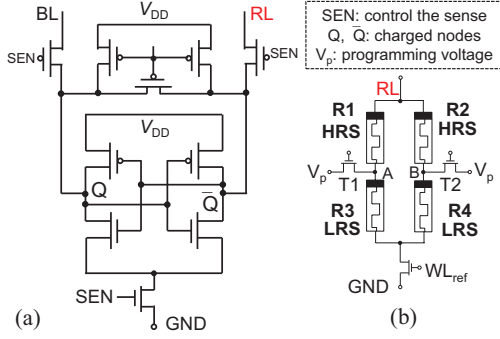 BL
V_DD
RL
SEN
SEN
V_DD
Q
Q̅
SEN
GND
(a)
SEN: control the sense
Q, Q̅: charged nodes
V_p: programming voltage
RL
R1
HRS
R2
HRS
V_p
T1
A
B
T2
V_p
R3
LRS
R4
LRS
WL_ref
GND
(b)